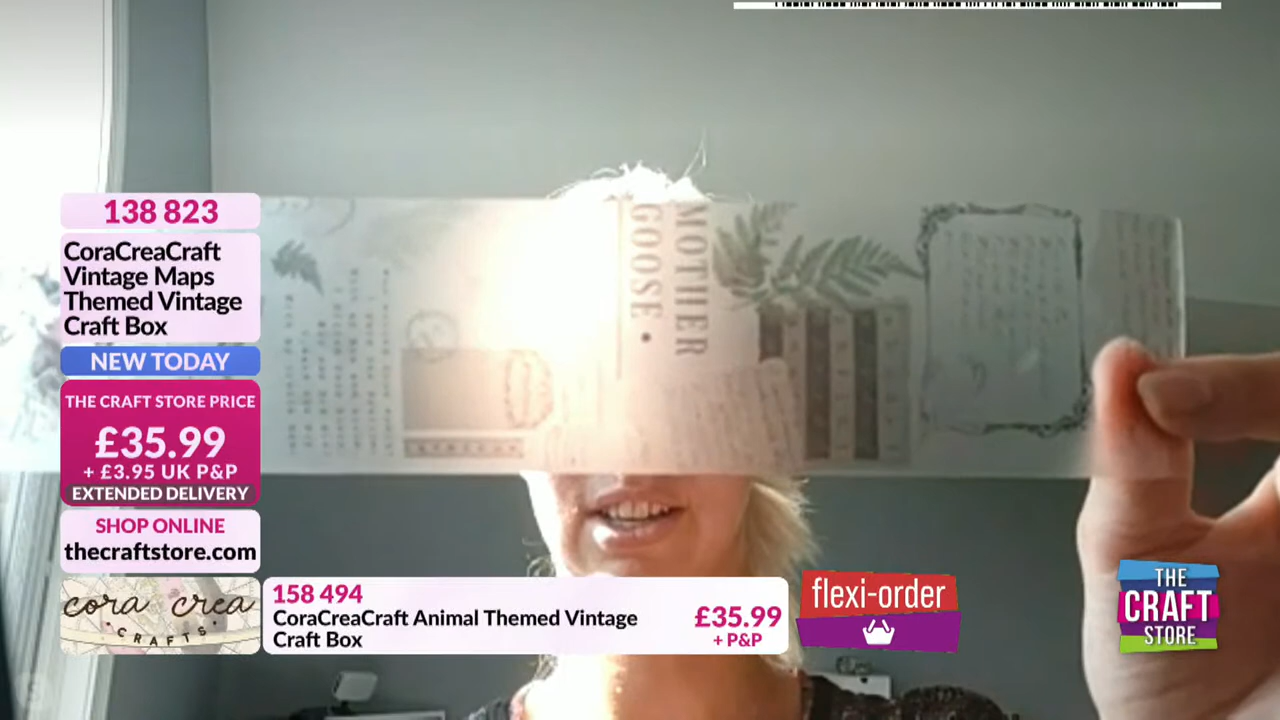 138 823
CoraCreaCraft
Vintage Maps
Themed Vintage
Craft Box
NEW TODAY
THE CRAFT STORE PRICE
£35.99
+ £3.95 UK P&P
EXTENDED DELIVERY
SHOP ONLINE
thecraftstore.com
MOTHER
GOOSE •
cora crea
• CRAFTS •
158 494
CoraCreaCraft Animal Themed Vintage
Craft Box
£35.99
+ P&P
flexi-order
THE
CRAFT
STORE